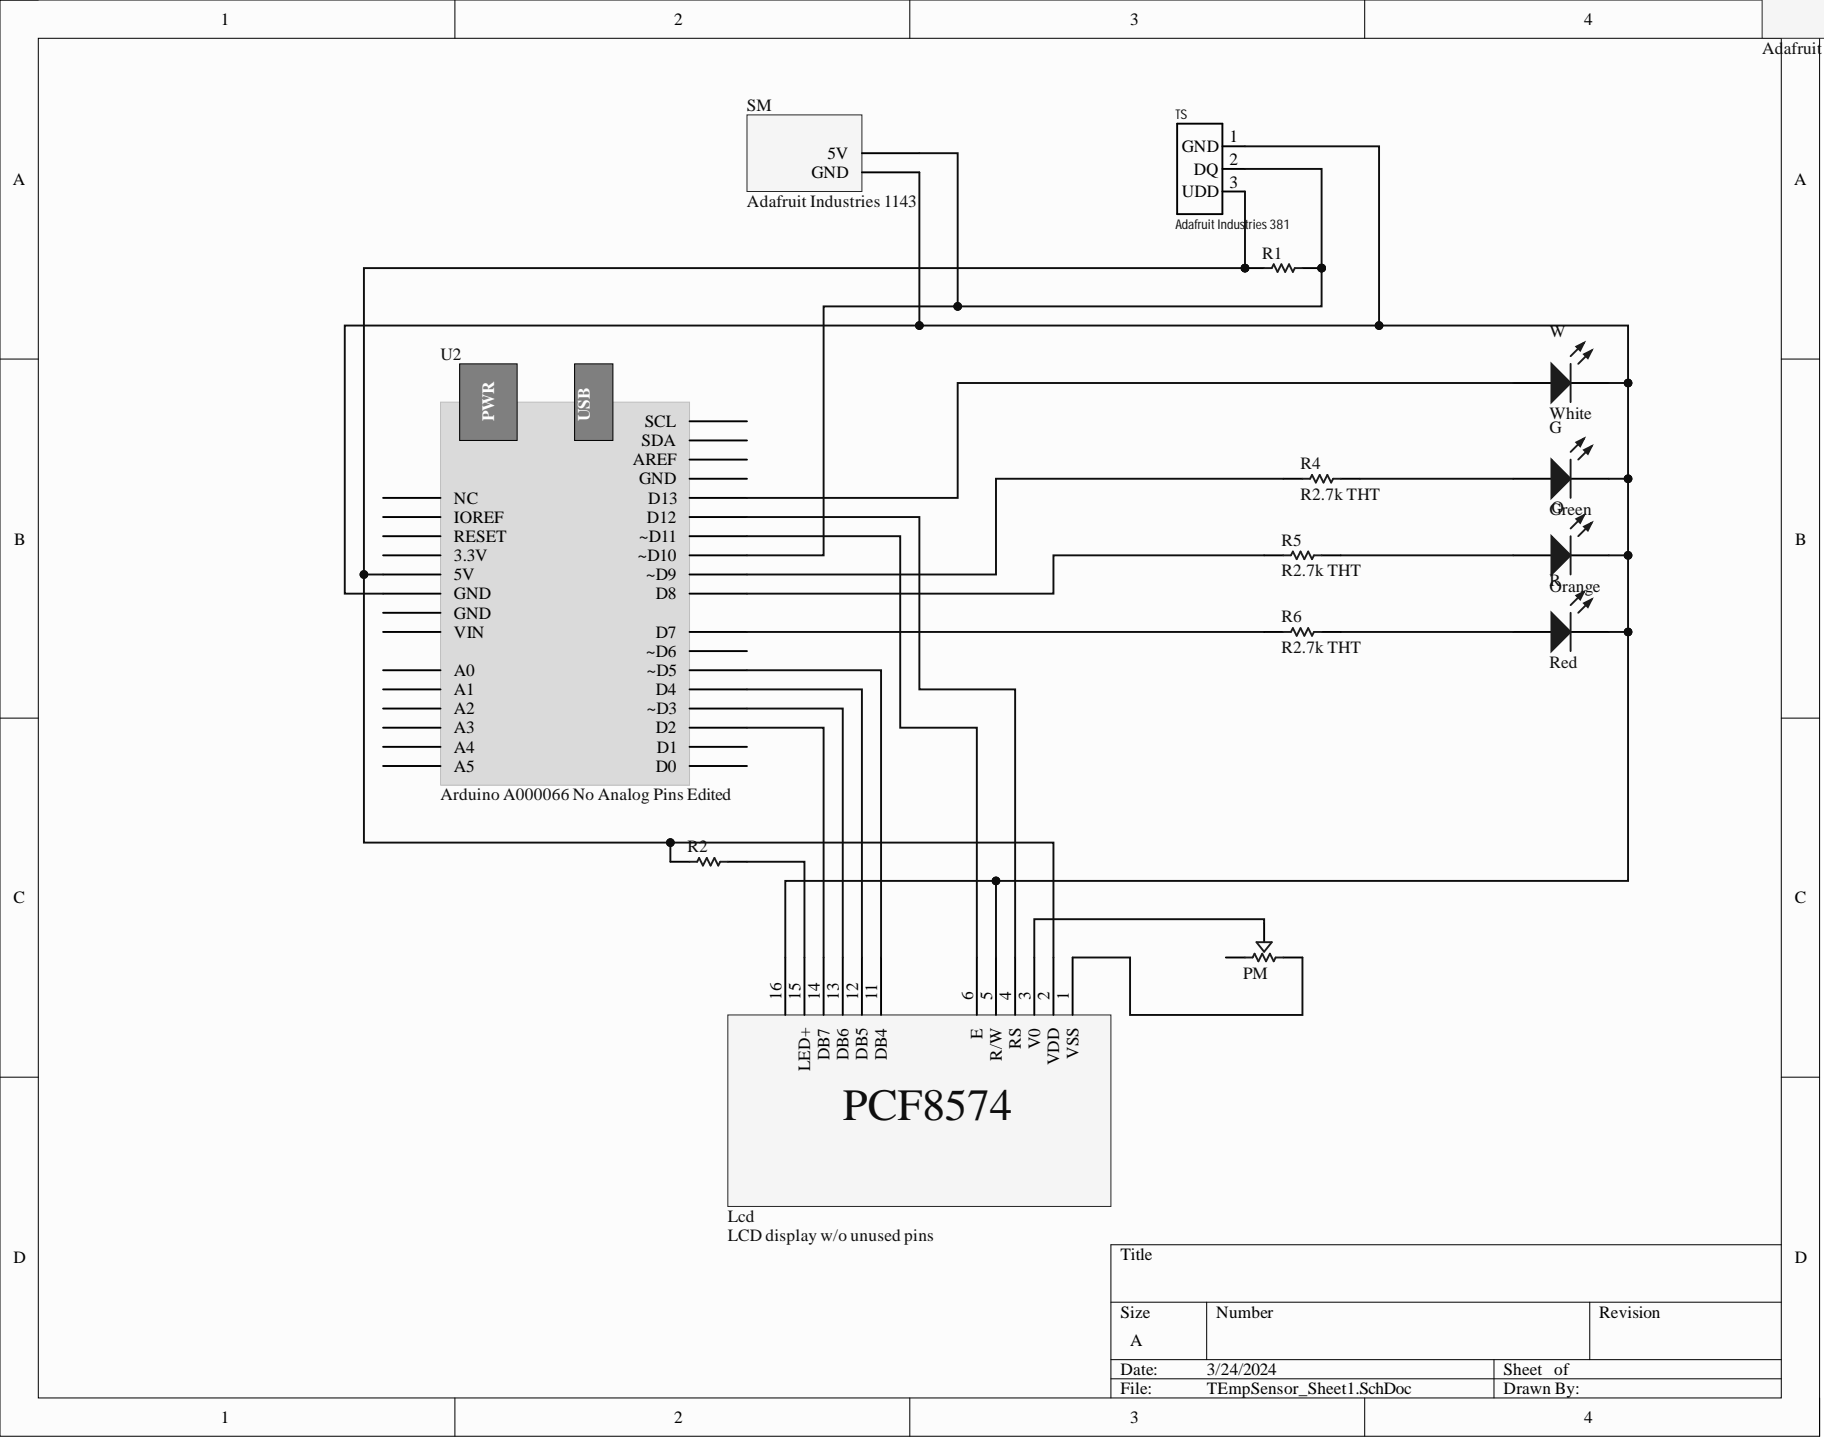 1 2 3 4
Adafruit
A A
B B
C C
D D
SM
5V
GND
Adafruit Industries 1143
TS
GND 1
DQ 2
UDD 3
Adafruit Industries 381
R1
U2
PWR
USB
SCL
SDA
AREF
GND
NC D13
IOREF D12
RESET ~D11
3.3V ~D10
5V ~D9
GND D8
GND
VIN D7
~D6
A0 ~D5
A1 D4
A2 ~D3
A3 D2
A4 D1
A5 D0
Arduino A000066 No Analog Pins Edited
W
White
G
Green
R4
R2.7k THT
O
Orange
R5
R2.7k THT
R
Red
R6
R2.7k THT
R2
PM
16 15 14 13 12 11 6 5 4 3 2 1
LED+ DB7 DB6 DB5 DB4 E R/W RS V0 VDD VSS
PCF8574
Lcd
LCD display w/o unused pins
Title
Size Number Revision
A
Date: 3/24/2024 Sheet of
File: TEmpSensor_Sheet1.SchDoc Drawn By:
1 2 3 4